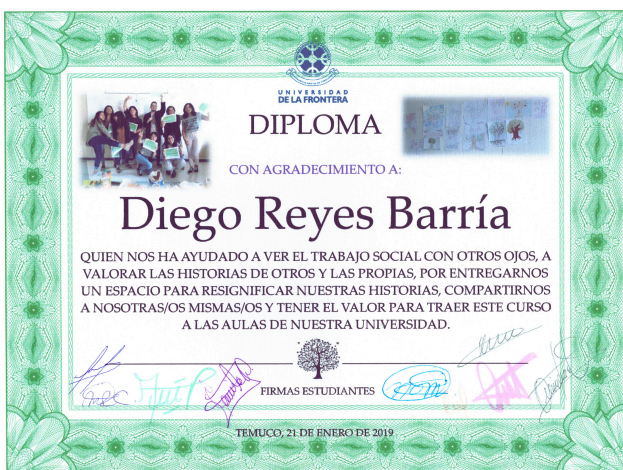 UNIVERSIDAD
DE LA FRONTERA
DIPLOMA
CON AGRADECIMIENTO A:
Diego Reyes Barría
QUIEN NOS HA AYUDADO A VER EL TRABAJO SOCIAL CON OTROS OJOS, A
VALORAR LAS HISTORIAS DE OTROS Y LAS PROPIAS, POR ENTREGARNOS
UN ESPACIO PARA RESIGNIFICAR NUESTRAS HISTORIAS, COMPARTIRNOS
A NOSOTRAS/OS MISMAS/OS Y TENER EL VALOR PARA TRAER ESTE CURSO
A LAS AULAS DE NUESTRA UNIVERSIDAD.
FIRMAS ESTUDIANTES
TEMUCO, 21 DE ENERO DE 2019